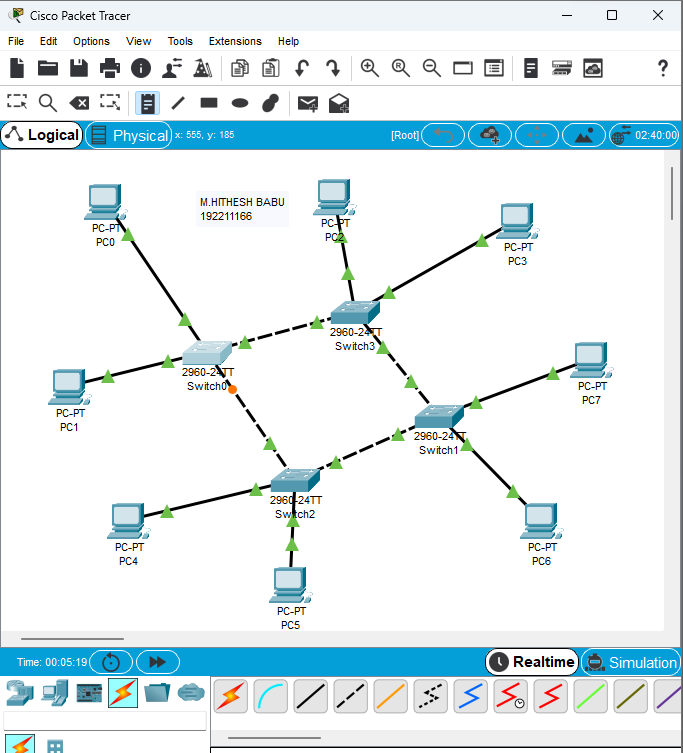 Cisco Packet Tracer
File Edit Options View Tools Extensions Help
Logical Physical x: 555, y: 185 [Root] 02:40:00
M.HITHESH BABU
192211166
PC-PT
PC0
PC-PT
PC2
PC-PT
PC3
2960-24TT
Switch3
2960-24TT
Switch0
PC-PT
PC1
PC-PT
PC7
2960-24TT
Switch1
2960-24TT
Switch2
PC-PT
PC4
PC-PT
PC6
PC-PT
PC5
Time: 00:05:19 Realtime Simulation